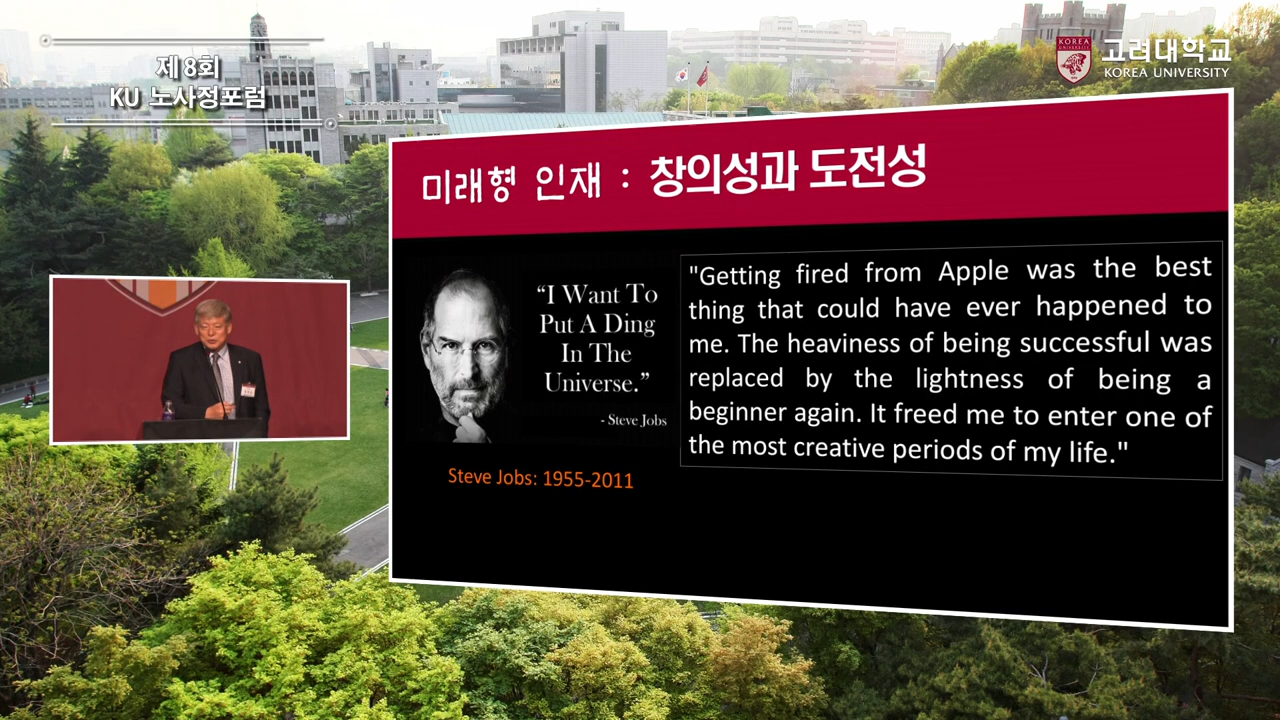 제8회
KU 노사정포럼
KOREA
UNIVERSITY
고려대학교
KOREA UNIVERSITY
미래형 인재 : 창의성과 도전성
“I Want To
Put A Ding
In The
Universe.”
- Steve Jobs
Steve Jobs: 1955-2011
"Getting fired from Apple was the best
thing that could have ever happened to
me. The heaviness of being successful was
replaced by the lightness of being a
beginner again. It freed me to enter one of
the most creative periods of my life."